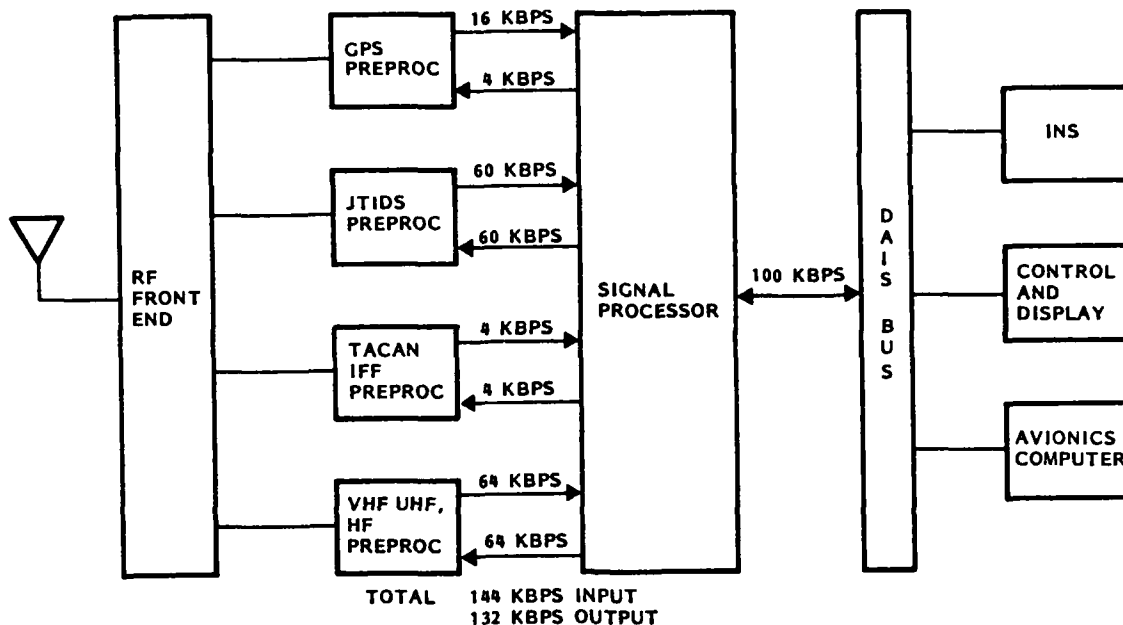 RF
FRONT
END
GPS
PREPROC
16 KBPS
4 KBPS
JTIDS
PREPROC
60 KBPS
60 KBPS
TACAN
IFF
PREPROC
4 KBPS
4 KBPS
VHF UHF,
HF
PREPROC
64 KBPS
64 KBPS
TOTAL 144 KBPS INPUT
132 KBPS OUTPUT
SIGNAL
PROCESSOR
100 KBPS
DAIS BUS
INS
CONTROL
AND
DISPLAY
AVIONICS
COMPUTER